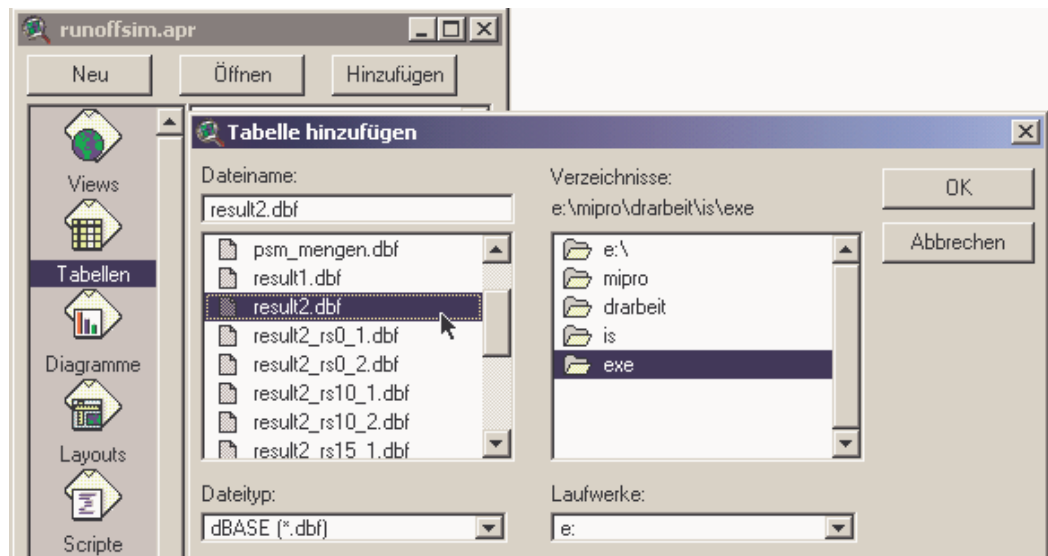 runoffsim.apr
Neu
Öffnen
Hinzufügen
Views
Tabellen
Diagramme
Layouts
Scripte
Tabelle hinzufügen
Dateiname:
result2.dbf
psm_mengen.dbf
result1.dbf
result2.dbf
result2_rs0_1.dbf
result2_rs0_2.dbf
result2_rs10_1.dbf
result2_rs10_2.dbf
result2_rs15_1.dbf
Dateityp:
dBASE (*.dbf)
Verzeichnisse:
e:\mipro\drarbeit\is\exe
e:\
mipro
drarbeit
is
exe
Laufwerke:
e:
OK
Abbrechen